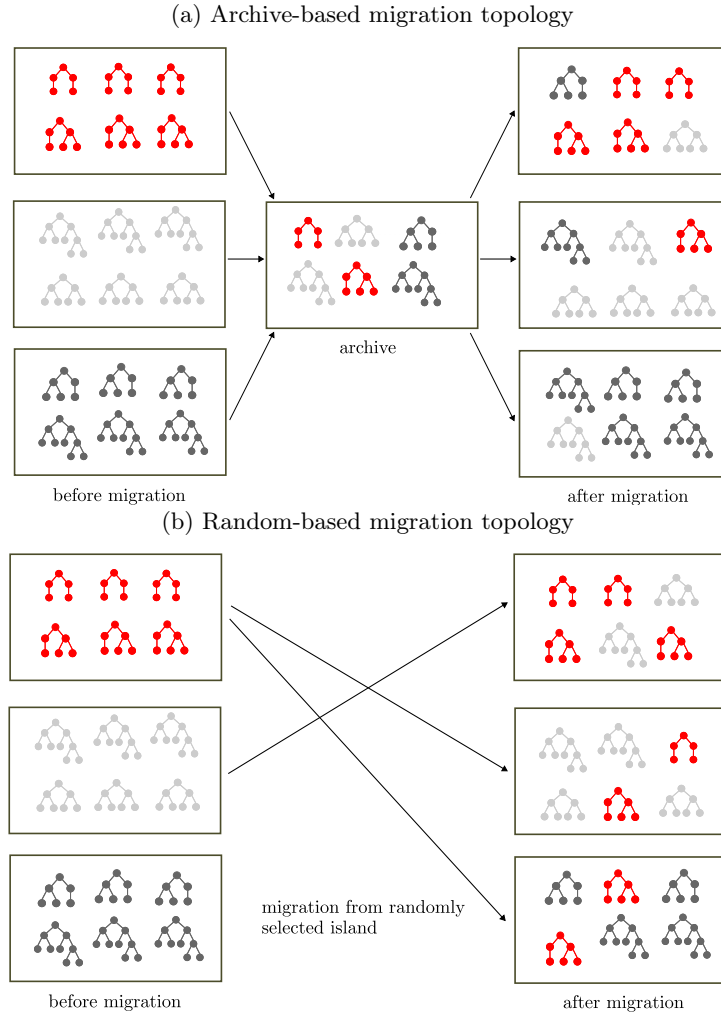 (a) Archive-based migration topology
archive
before migration
after migration
(b) Random-based migration topology
migration from randomly
selected island
before migration
after migration